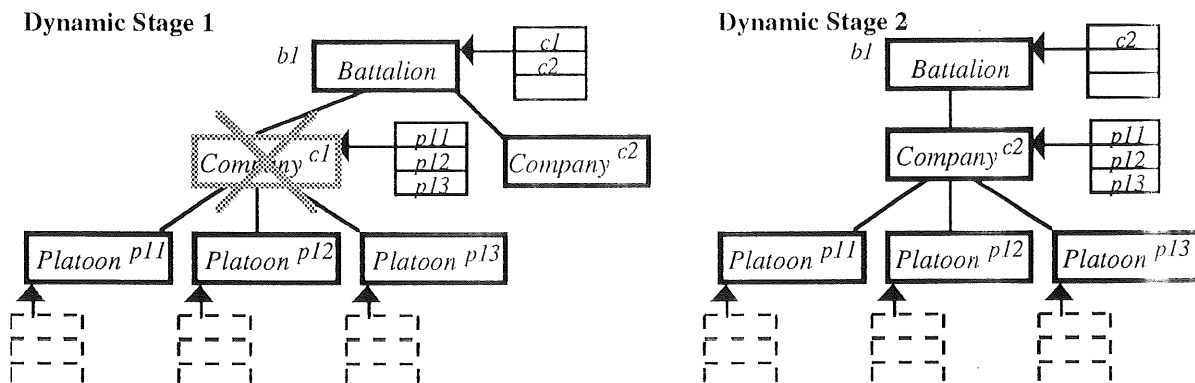 Dynamic Stage 1
b1
Battalion
c1
c2
Company c1
p11
p12
p13
Company c2
Platoon p11
Platoon p12
Platoon p13
Dynamic Stage 2
b1
Battalion
c2
Company c2
p11
p12
p13
Platoon p11
Platoon p12
Platoon p13